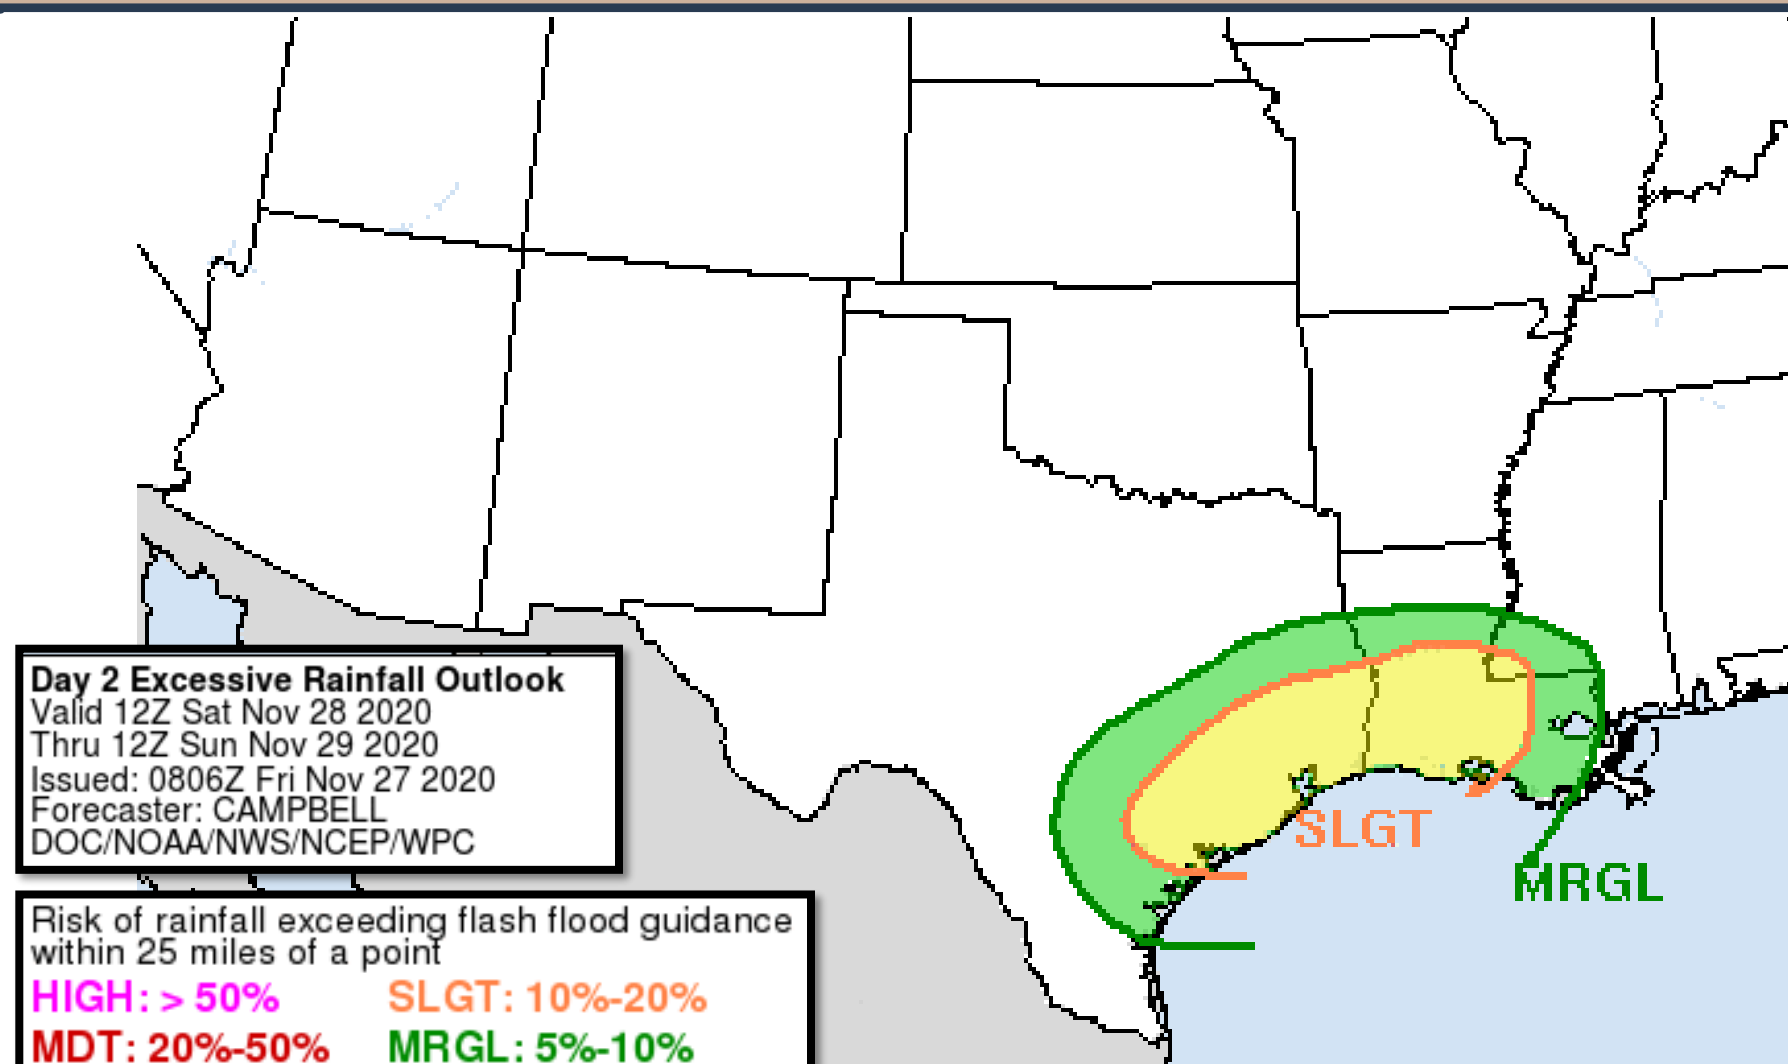 Day 2 Excessive Rainfall Outlook
Valid 12Z Sat Nov 28 2020
Thru 12Z Sun Nov 29 2020
Issued: 0806Z Fri Nov 27 2020
Forecaster: CAMPBELL
DOC/NOAA/NWS/NCEP/WPC
SLGT
MRGL
Risk of rainfall exceeding flash flood guidance
within 25 miles of a point
HIGH: > 50% SLGT: 10%-20%
MDT: 20%-50% MRGL: 5%-10%